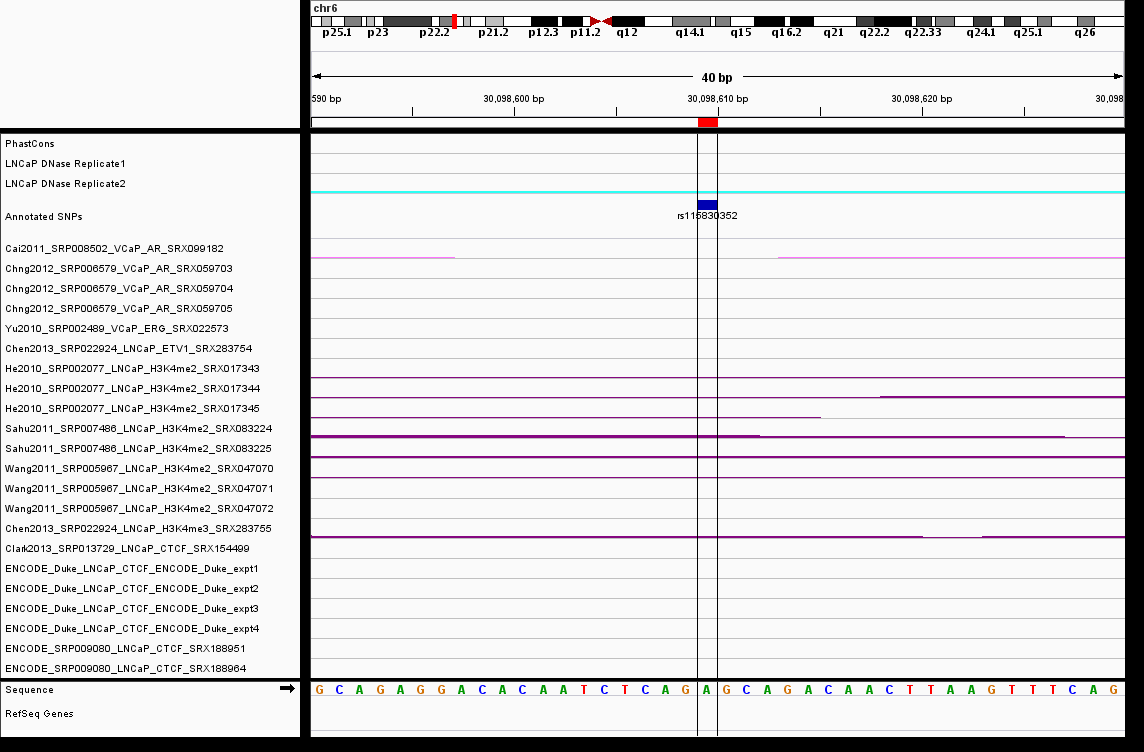 chr6
p25.1 p23 p22.2 p21.2 p12.3 p11.2 q12 q14.1 q15 q16.2 q21 q22.2 q22.33 q24.1 q25.1 q26
40 bp
590 bp 30,098,600 bp 30,098,610 bp 30,098,620 bp 30,098
PhastCons
LNCaP DNase Replicate1
LNCaP DNase Replicate2
Annotated SNPs
rs115830352
Cai2011_SRP008502_VCaP_AR_SRX099182
Chng2012_SRP006579_VCaP_AR_SRX059703
Chng2012_SRP006579_VCaP_AR_SRX059704
Chng2012_SRP006579_VCaP_AR_SRX059705
Yu2010_SRP002489_VCaP_ERG_SRX022573
Chen2013_SRP022924_LNCaP_ETV1_SRX283754
He2010_SRP002077_LNCaP_H3K4me2_SRX017343
He2010_SRP002077_LNCaP_H3K4me2_SRX017344
He2010_SRP002077_LNCaP_H3K4me2_SRX017345
Sahu2011_SRP007486_LNCaP_H3K4me2_SRX083224
Sahu2011_SRP007486_LNCaP_H3K4me2_SRX083225
Wang2011_SRP005967_LNCaP_H3K4me2_SRX047070
Wang2011_SRP005967_LNCaP_H3K4me2_SRX047071
Wang2011_SRP005967_LNCaP_H3K4me2_SRX047072
Chen2013_SRP022924_LNCaP_H3K4me3_SRX283755
Clark2013_SRP013729_LNCaP_CTCF_SRX154499
ENCODE_Duke_LNCaP_CTCF_ENCODE_Duke_expt1
ENCODE_Duke_LNCaP_CTCF_ENCODE_Duke_expt2
ENCODE_Duke_LNCaP_CTCF_ENCODE_Duke_expt3
ENCODE_Duke_LNCaP_CTCF_ENCODE_Duke_expt4
ENCODE_SRP009080_LNCaP_CTCF_SRX188951
ENCODE_SRP009080_LNCaP_CTCF_SRX188964
Sequence G C A G A G G A C A C A A T C T C A G A G C A G A C A A C T T A A G T T T C A G
RefSeq Genes